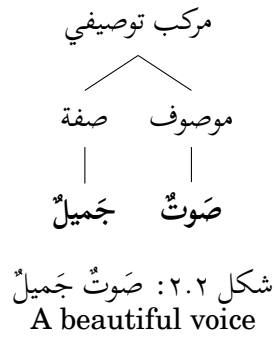 مركب توصيفي
موصوف صفة
صَوتٌ جَميلٌ
شكل ٢.٢: صَوتٌ جَميلٌ
A beautiful voice